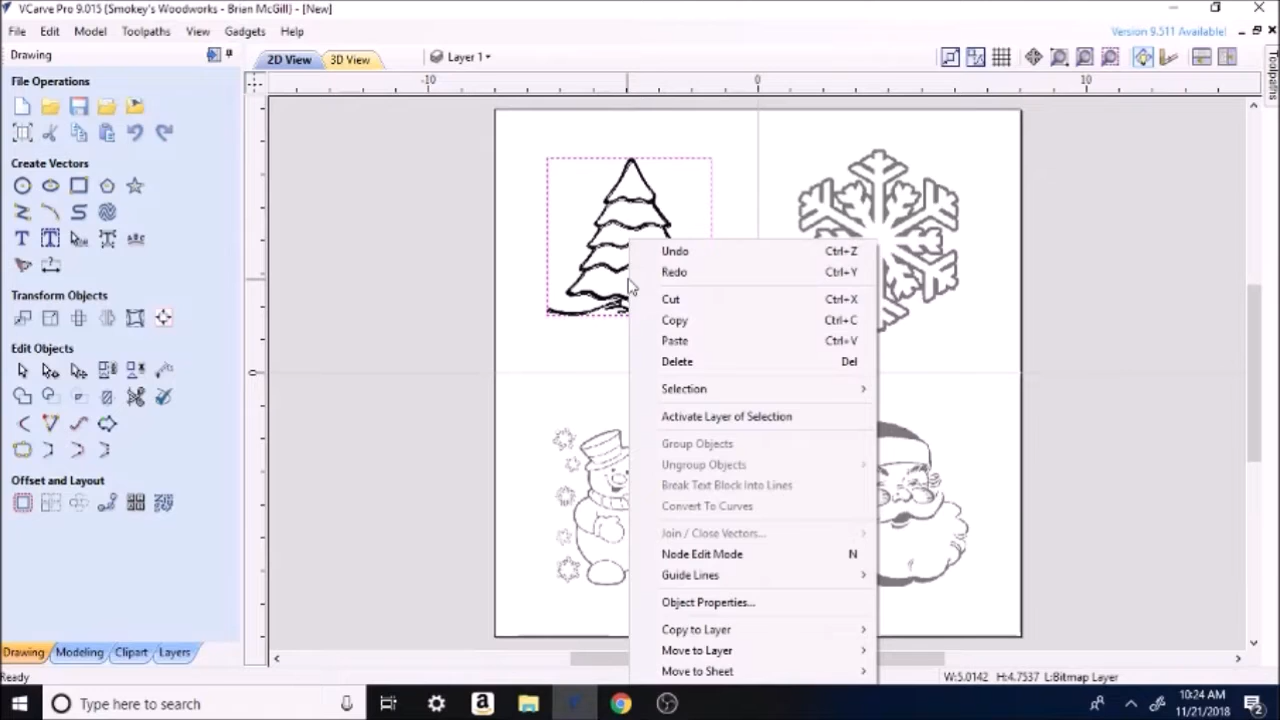 VCarve Pro 9.015 (Smokey's Woodworks - Brian McGill) - [New]
File Edit Model Toolpaths View Gadgets Help
Version 9.511 Available!
Drawing
2D View 3D View Layer 1
Toolpaths
File Operations
-10 0 10
Create Vectors
Transform Objects
0
Edit Objects
Offset and Layout
Undo Ctrl+Z
Redo Ctrl+Y
Cut Ctrl+X
Copy Ctrl+C
Paste Ctrl+V
Delete Del
Selection
Activate Layer of Selection
Group Objects
Ungroup Objects
Break Text Block Into Lines
Convert To Curves
Join / Close Vectors...
Node Edit Mode N
Guide Lines
Object Properties...
Copy to Layer
Move to Layer
Move to Sheet
Drawing Modeling Clipart Layers
Ready
W:5.0142 H:4.7537 L:Bitmap Layer
Type here to search
10:24 AM
11/21/2018
2